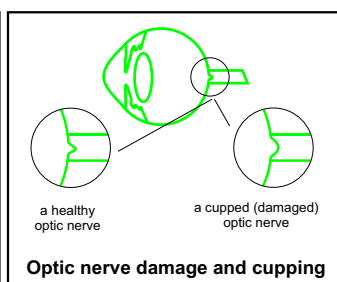 a healthy
optic nerve
a cupped (damaged)
optic nerve
Optic nerve damage and cupping